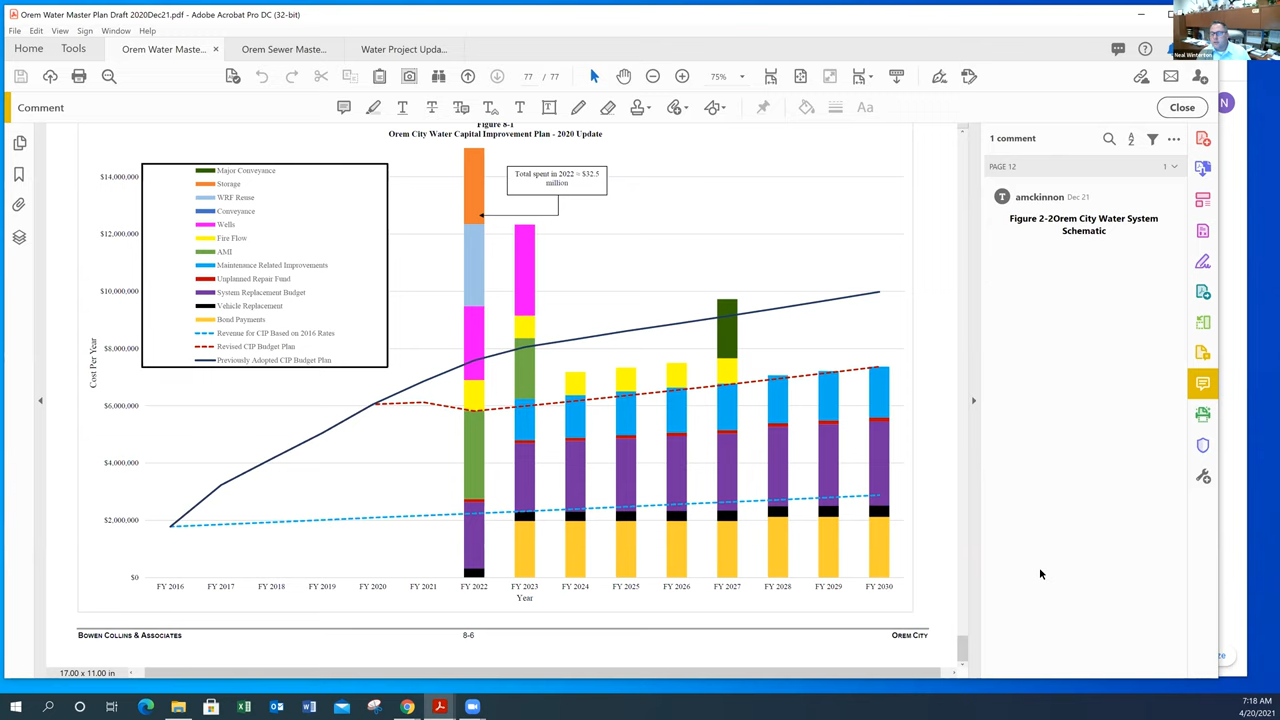 Orem Water Master Plan Draft 2020Dec21.pdf - Adobe Acrobat Pro DC (32-bit)
File Edit View Sign Window Help
Home Tools Orem Water Maste... × Orem Sewer Maste... Water Project Upda...
77 / 77 75%
Comment Close
Neal Winterton
N
Figure 8-1
Orem City Water Capital Improvement Plan - 2020 Update
Major Conveyance
Storage
WRF Reuse
Conveyance
Wells
Fire Flow
AMI
Maintenance Related Improvements
Unplanned Repair Fund
System Replacement Budget
Vehicle Replacement
Bond Payments
Revenue for CIP Based on 2016 Rates
Revised CIP Budget Plan
Previously Adopted CIP Budget Plan
Total spent in 2022 = $32.5
million
Cost Per Year
$14,000,000
$12,000,000
$10,000,000
$8,000,000
$6,000,000
$4,000,000
$2,000,000
$0
FY 2016 FY 2017 FY 2018 FY 2019 FY 2020 FY 2021 FY 2022 FY 2023 FY 2024 FY 2025 FY 2026 FY 2027 FY 2028 FY 2029 FY 2030
Year
BOWEN COLLINS & ASSOCIATES 8-6 OREM CITY
17.00 x 11.00 in
1 comment
PAGE 12 1
T amckinnon Dec 21
Figure 2-2Orem City Water System
Schematic
7:18 AM
4/20/2021